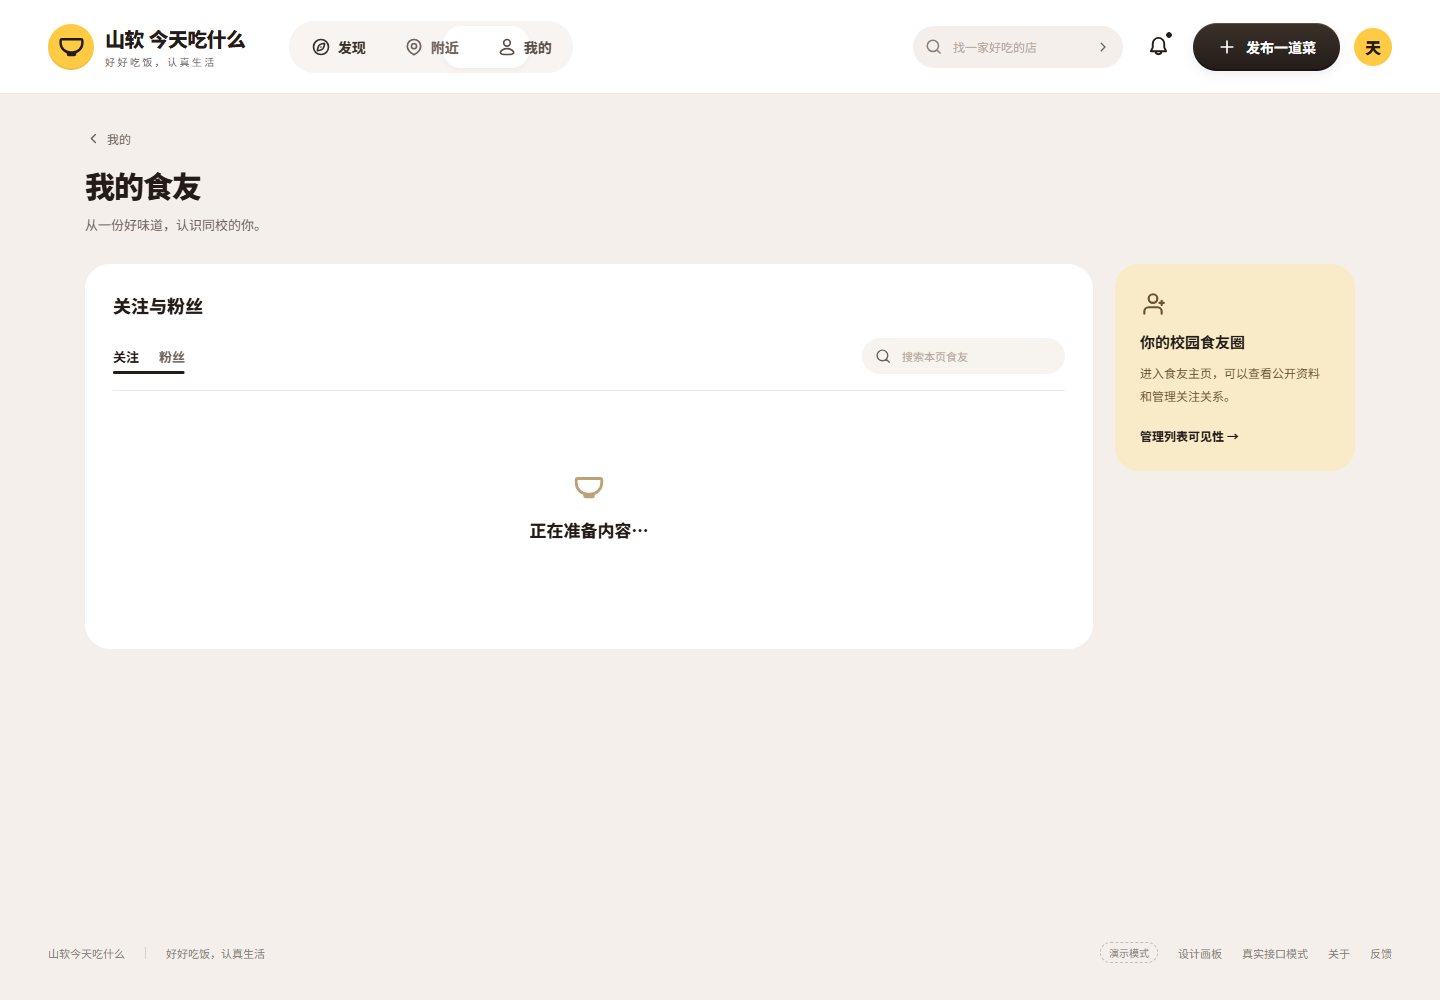 山软 今天吃什么
好好吃饭，认真生活
发现
附近
我的
找一家好吃的店
发布一道菜
天
我的
我的食友
从一份好味道，认识同校的你。
关注与粉丝
关注
粉丝
搜索本页食友
正在准备内容…
你的校园食友圈
进入食友主页，可以查看公开资料
和管理关注关系。
管理列表可见性 →
山软今天吃什么
好好吃饭，认真生活
演示模式
设计画板
真实接口模式
关于
反馈